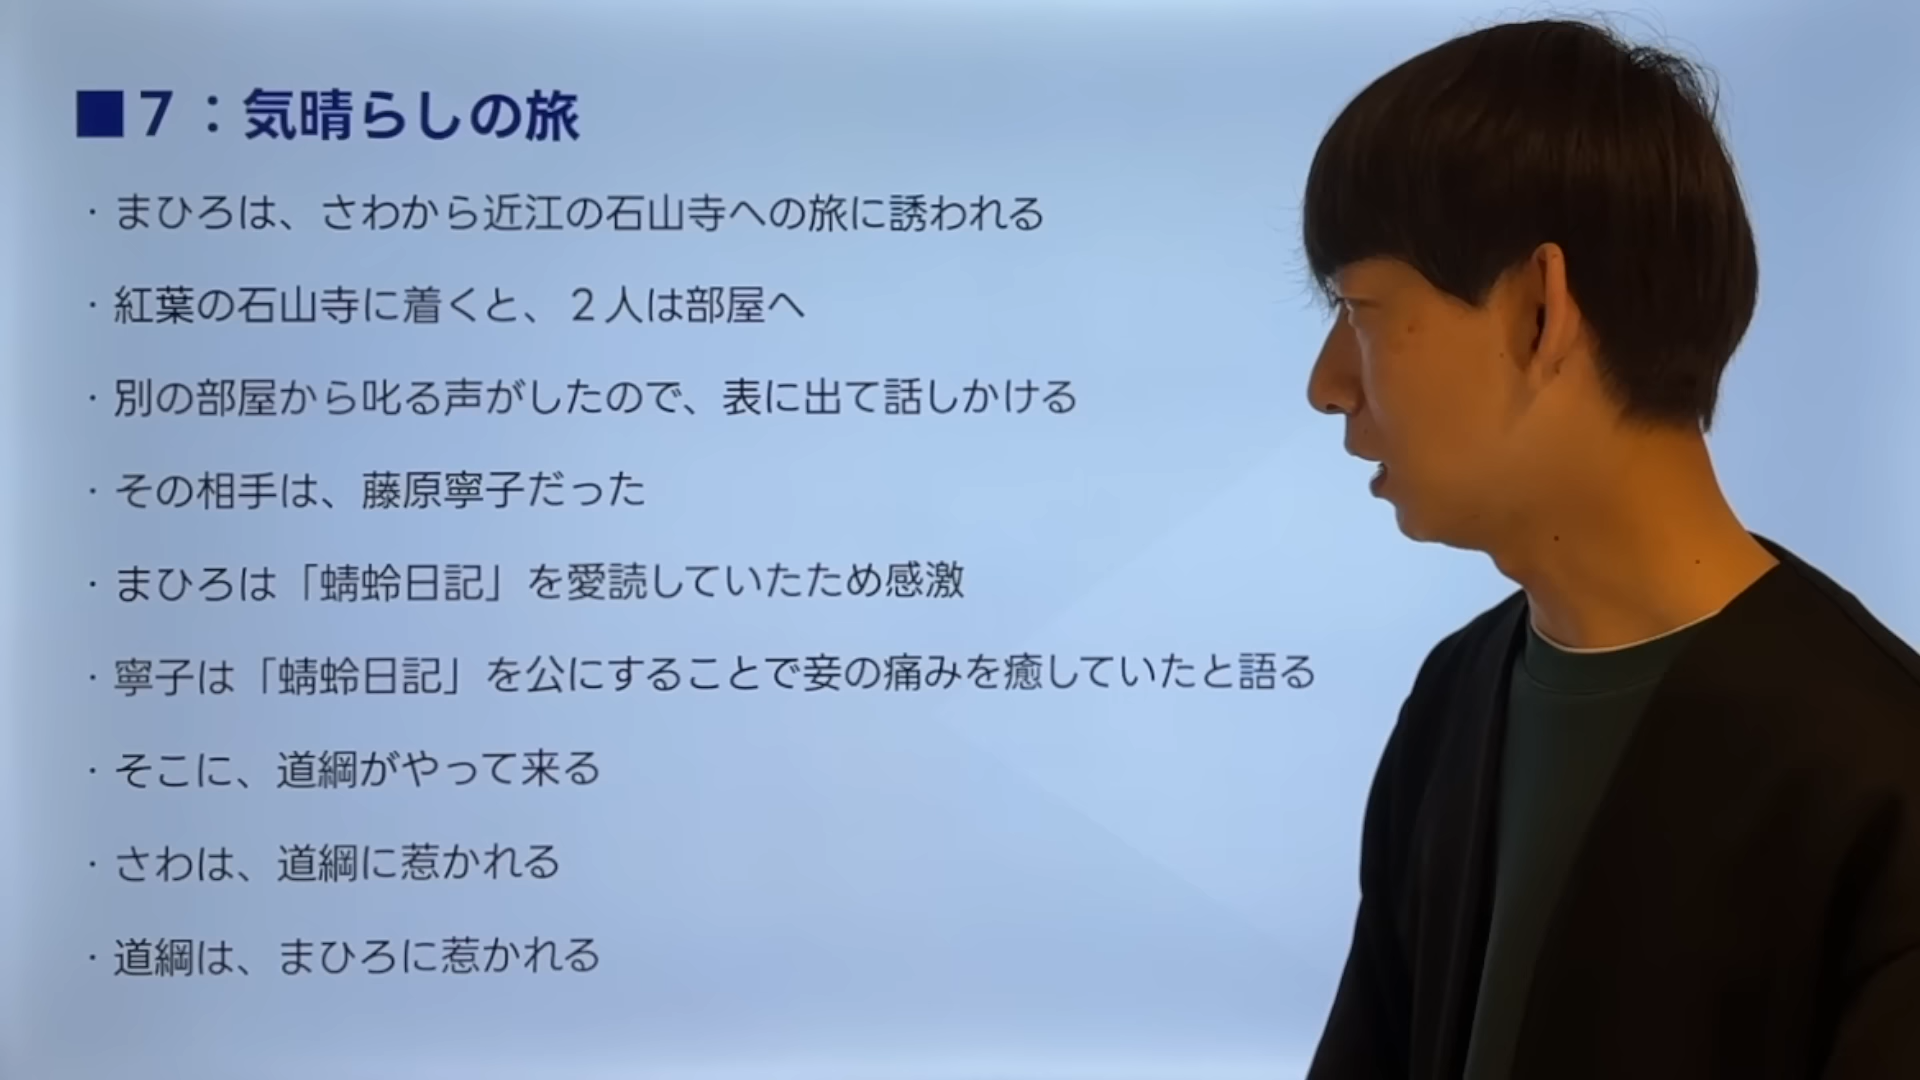 ■7：気晴らしの旅
・まひろは、さわから近江の石山寺への旅に誘われる
・紅葉の石山寺に着くと、２人は部屋へ
・別の部屋から叱る声がしたので、表に出て話しかける
・その相手は、藤原寧子だった
・まひろは「蜻蛉日記」を愛読していたため感激
・寧子は「蜻蛉日記」を公にすることで妾の痛みを癒していたと語る
・そこに、道綱がやって来る
・さわは、道綱に惹かれる
・道綱は、まひろに惹かれる